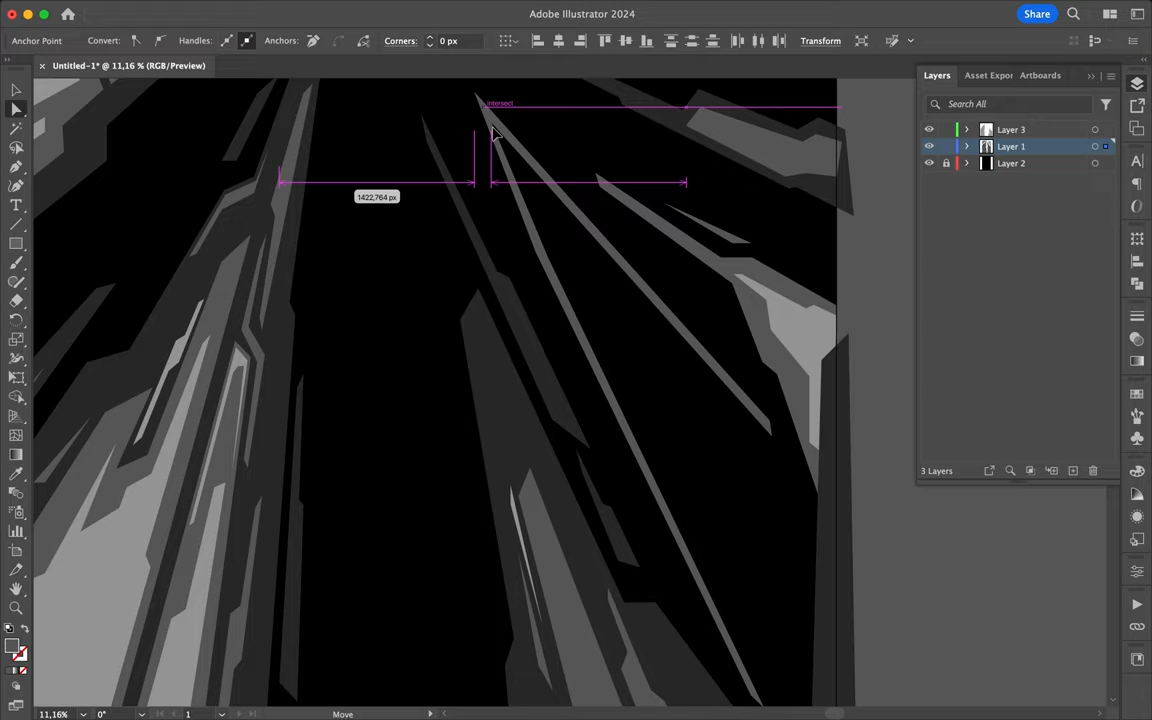 Adobe Illustrator 2024
Share
Anchor Point
Convert:
Handles:
Anchors:
Corners:
0 px
Transform
× Untitled-1* @ 11,16 % (RGB/Preview)
intersect
1422,764 px
Layers
Asset Expor
Artboards
Search All
Layer 3
Layer 1
Layer 2
3 Layers
11,16%
0°
1
Move